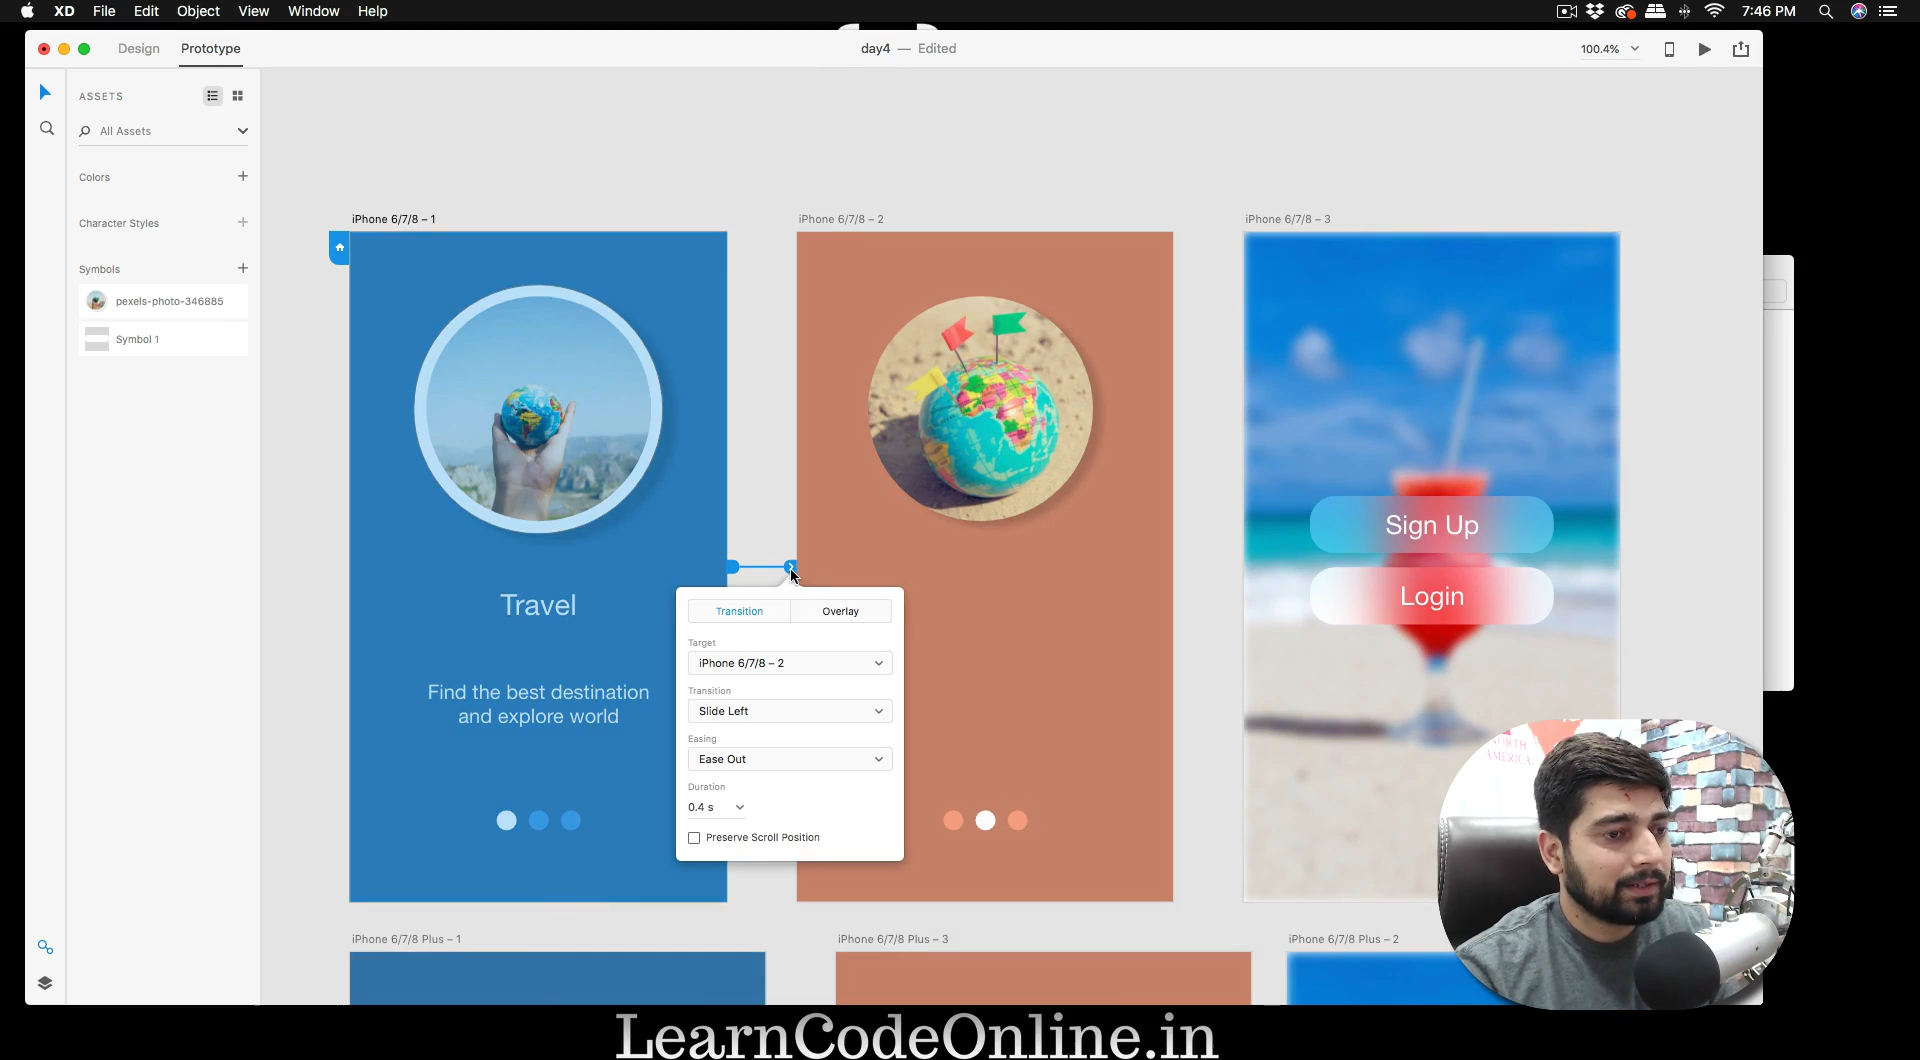 XD File Edit Object View Window Help
7:46 PM
Design Prototype
day4 — Edited
100.4%
ASSETS
All Assets
Colors
Character Styles
Symbols
pexels-photo-346885
Symbol 1
iPhone 6/7/8 – 1
iPhone 6/7/8 – 2
iPhone 6/7/8 – 3
Travel
Find the best destination
and explore world
Sign Up
Login
Transition Overlay
Target
iPhone 6/7/8 – 2
Transition
Slide Left
Easing
Ease Out
Duration
0.4 s
Preserve Scroll Position
iPhone 6/7/8 Plus – 1
iPhone 6/7/8 Plus – 3
iPhone 6/7/8 Plus – 2
NORTH
AMERICA
LearnCodeOnline.in